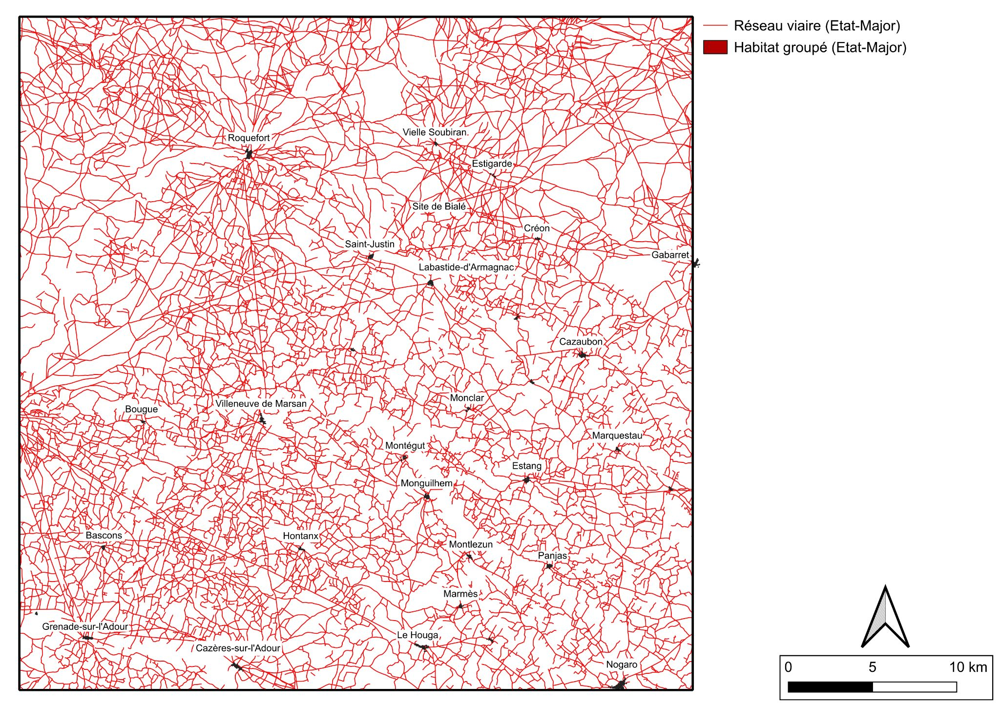 Réseau viaire (Etat-Major)
Habitat groupé (Etat-Major)
Roquefort
Vielle Soubiran
Estigarde
Site de Bialé
Créon
Saint-Justin
Gabarret
Labastide-d'Armagnac
Cazaubon
Monclar
Villeneuve de Marsan
Bougue
Marquestau
Montégut
Estang
Monguilhem
Bascons
Hontanx
Montlezun
Panjas
Marmès
Grenade-sur-l'Adour
Le Houga
Cazères-sur-l'Adour
Nogaro
0 5 10 km